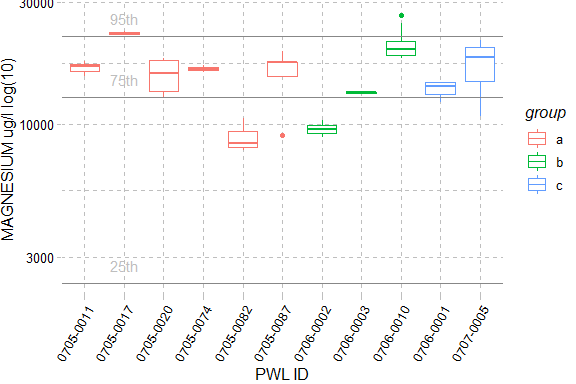 30000
95th
75th
10000
3000
25th
MAGNESIUM ug/l log(10)
0705-0011
0705-0017
0705-0020
0705-0074
0705-0082
0705-0087
0706-0002
0706-0003
0706-0010
0706-0001
0707-0005
PWL ID
group
a
b
c